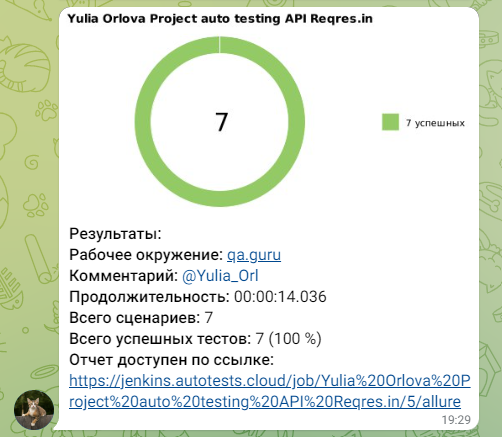 Yulia Orlova Project auto testing API Reqres.in
7
7 успешных
Результаты:
Рабочее окружение: qa.guru
Комментарий: @Yulia_Orl
Продолжительность: 00:00:14.036
Всего сценариев: 7
Всего успешных тестов: 7 (100 %)
Отчет доступен по ссылке:
https://jenkins.autotests.cloud/job/Yulia%20Orlova%20P
roject%20auto%20testing%20API%20Reqres.in/5/allure
19:29